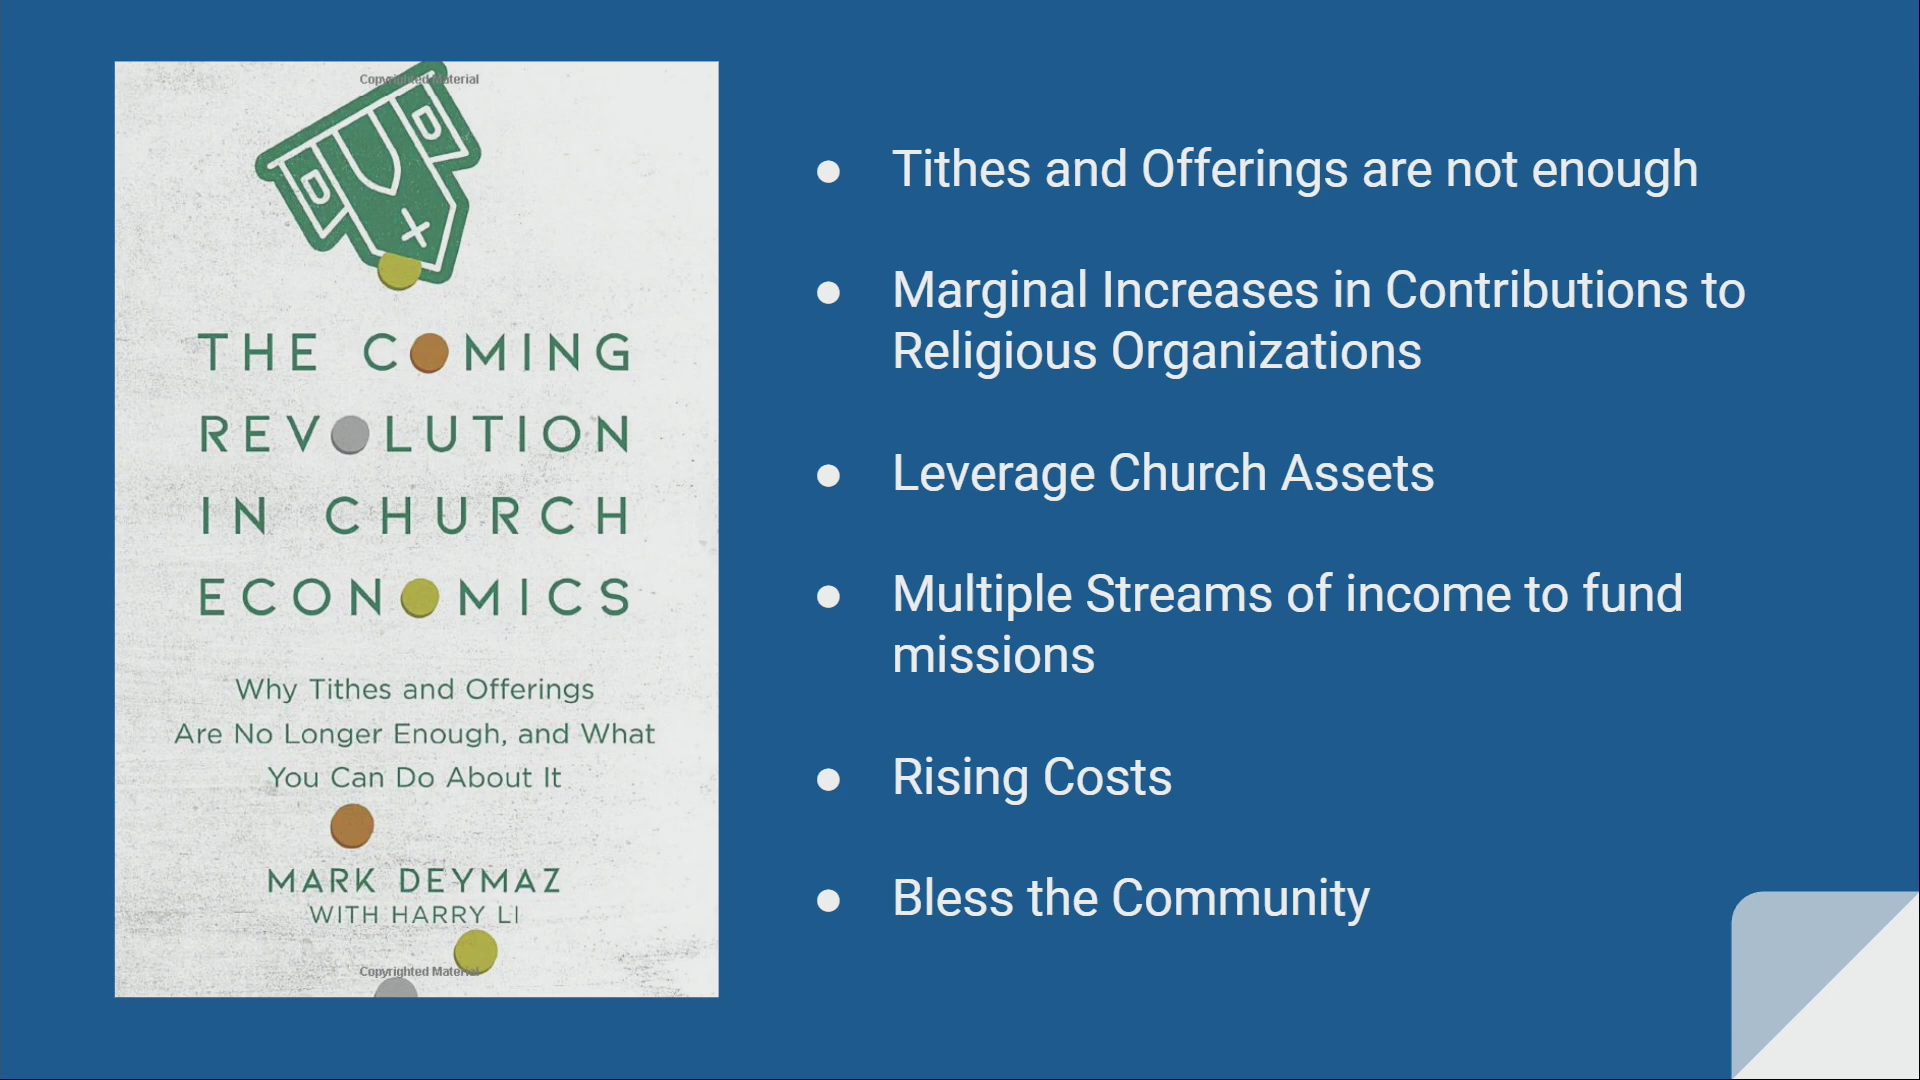 Copyrighted Material
THE COMING
REVOLUTION
IN CHURCH
ECONOMICS
Why Tithes and Offerings
Are No Longer Enough, and What
You Can Do About It
MARK DEYMAZ
WITH HARRY LI
Copyrighted Material
● Tithes and Offerings are not enough
● Marginal Increases in Contributions to
Religious Organizations
● Leverage Church Assets
● Multiple Streams of income to fund
missions
● Rising Costs
● Bless the Community